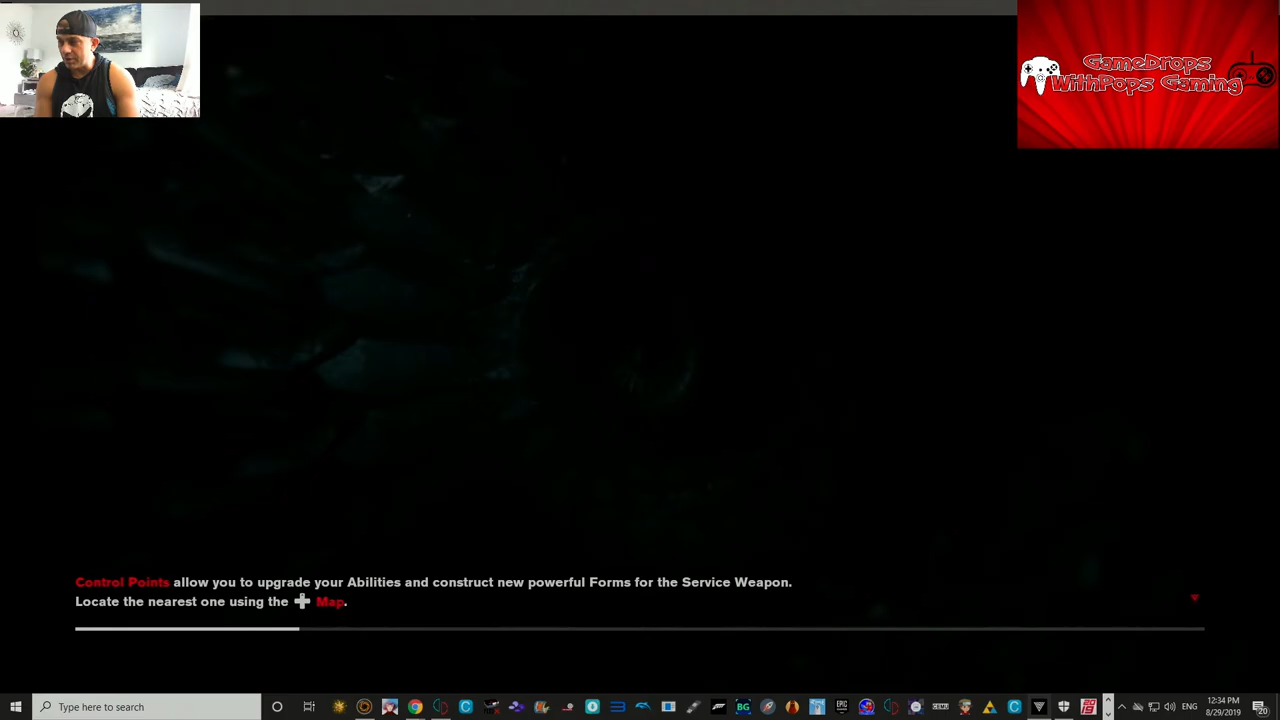 GameDrops
WithPops Gaming
Control Points allow you to upgrade your Abilities and construct new powerful Forms for the Service Weapon.
Locate the nearest one using the Map.
Type here to search
ENG
12:34 PM
8/29/2019
20